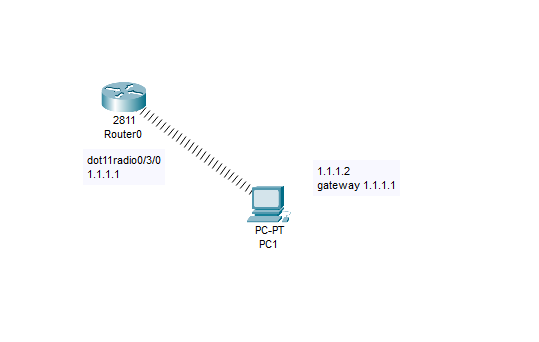 2811
Router0
dot11radio0/3/0
1.1.1.1
1.1.1.2
gateway 1.1.1.1
PC-PT
PC1